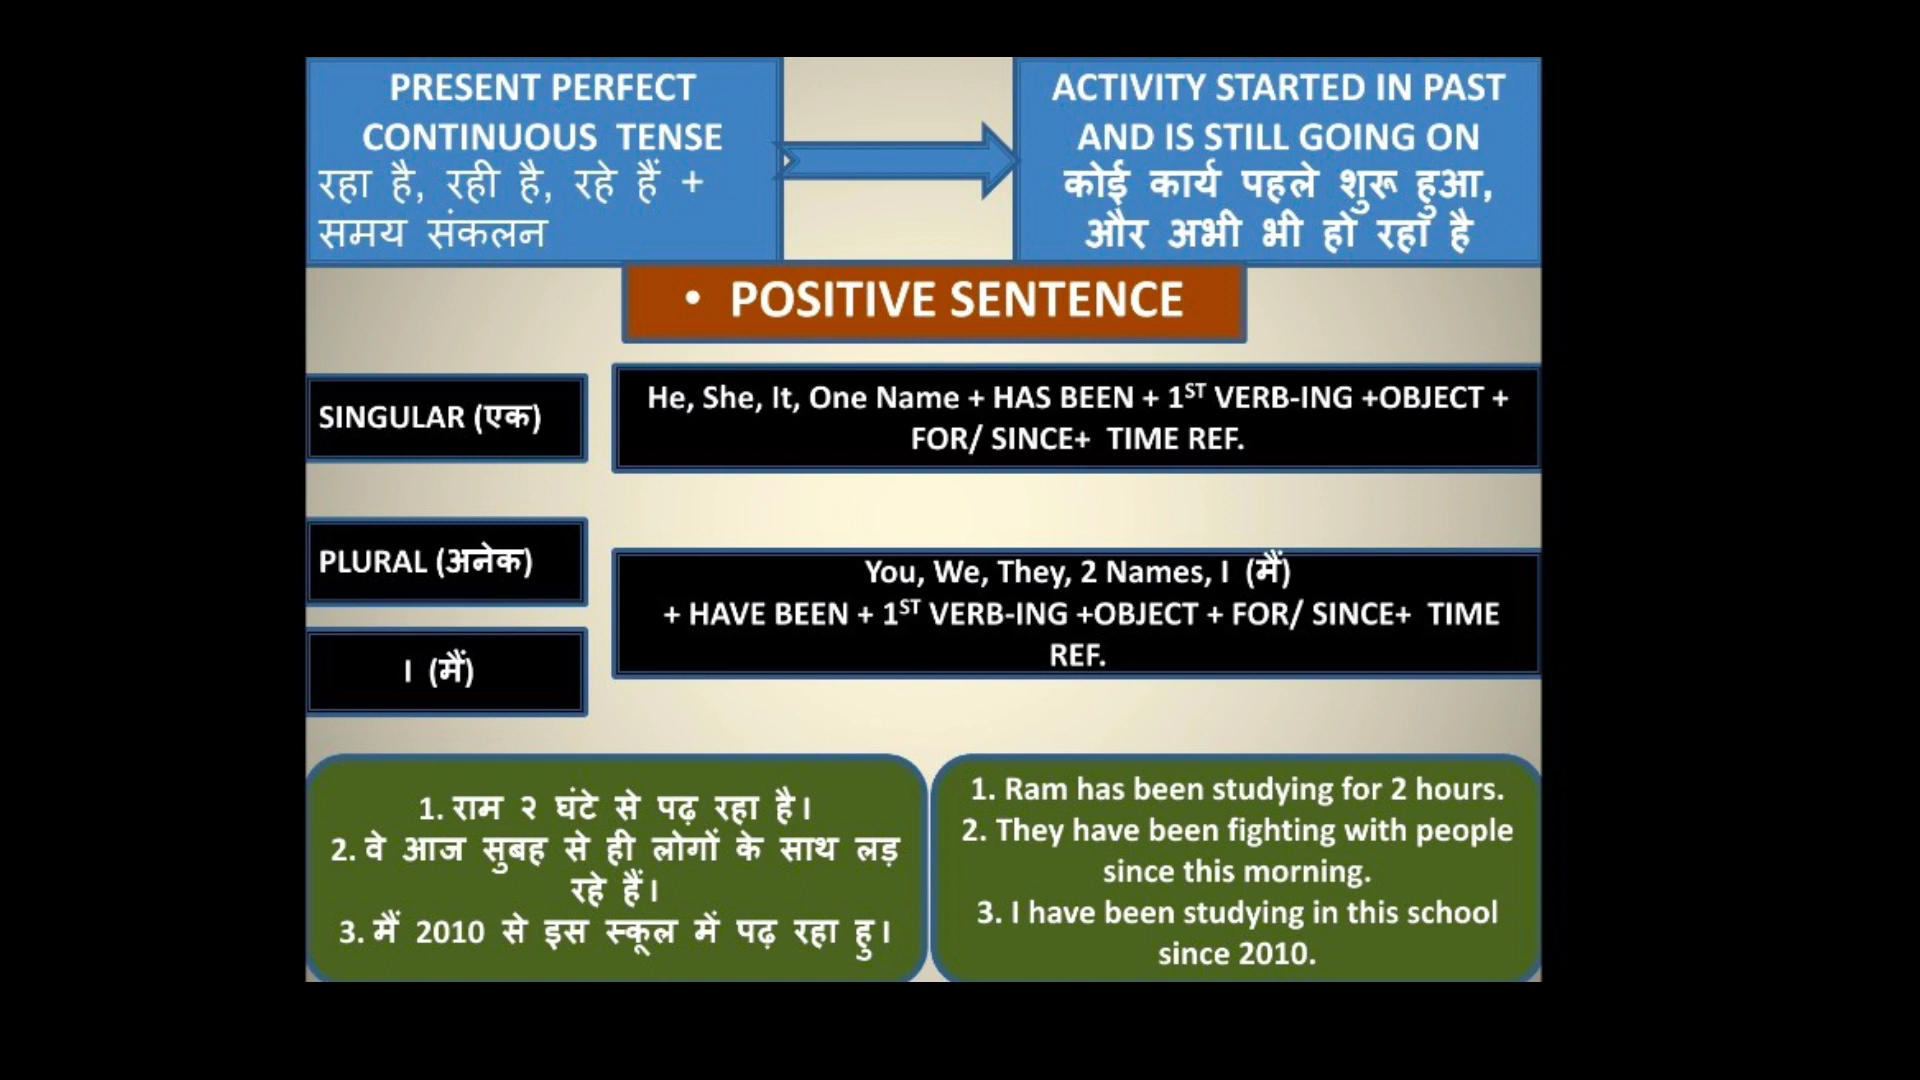 PRESENT PERFECT
CONTINUOUS TENSE
रहा है, रही है, रहे हैं +
समय संकलन
ACTIVITY STARTED IN PAST
AND IS STILL GOING ON
कोई कार्य पहले शुरू हुआ,
और अभी भी हो रहा है
• POSITIVE SENTENCE
SINGULAR (एक)
He, She, It, One Name + HAS BEEN + 1ST VERB-ING +OBJECT +
FOR/ SINCE+ TIME REF.
PLURAL (अनेक)
I (मैं)
You, We, They, 2 Names, I (मैं)
+ HAVE BEEN + 1ST VERB-ING +OBJECT + FOR/ SINCE+ TIME
REF.
1. राम २ घंटे से पढ़ रहा है।
2. वे आज सुबह से ही लोगों के साथ लड़
रहे हैं।
3. मैं 2010 से इस स्कूल में पढ़ रहा हु।
1. Ram has been studying for 2 hours.
2. They have been fighting with people
since this morning.
3. I have been studying in this school
since 2010.